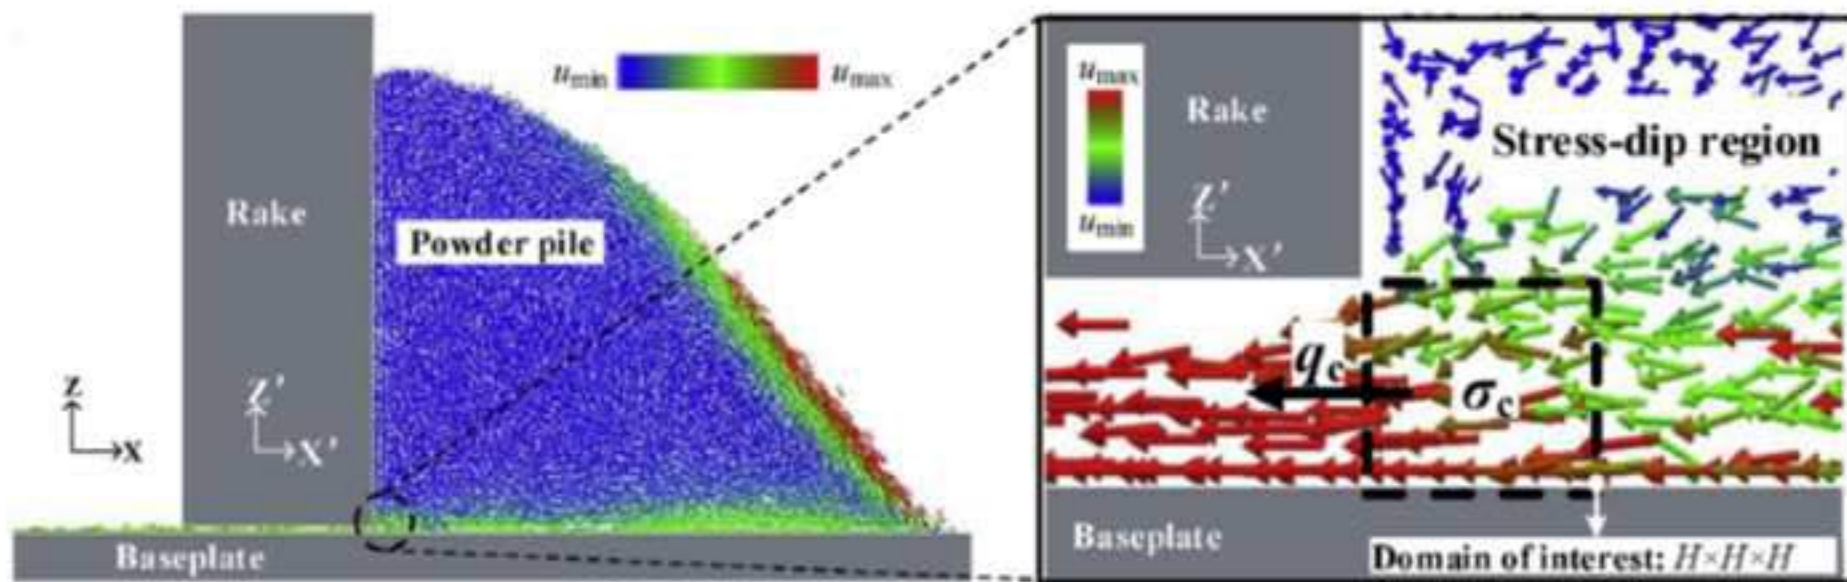 u_min u_max
Rake
Powder pile
Z'
X'
Z
X
Baseplate
u_max
u_min
Rake
Z'
X'
Stress-dip region
q_c
σ_c
Baseplate
Domain of interest: H×H×H